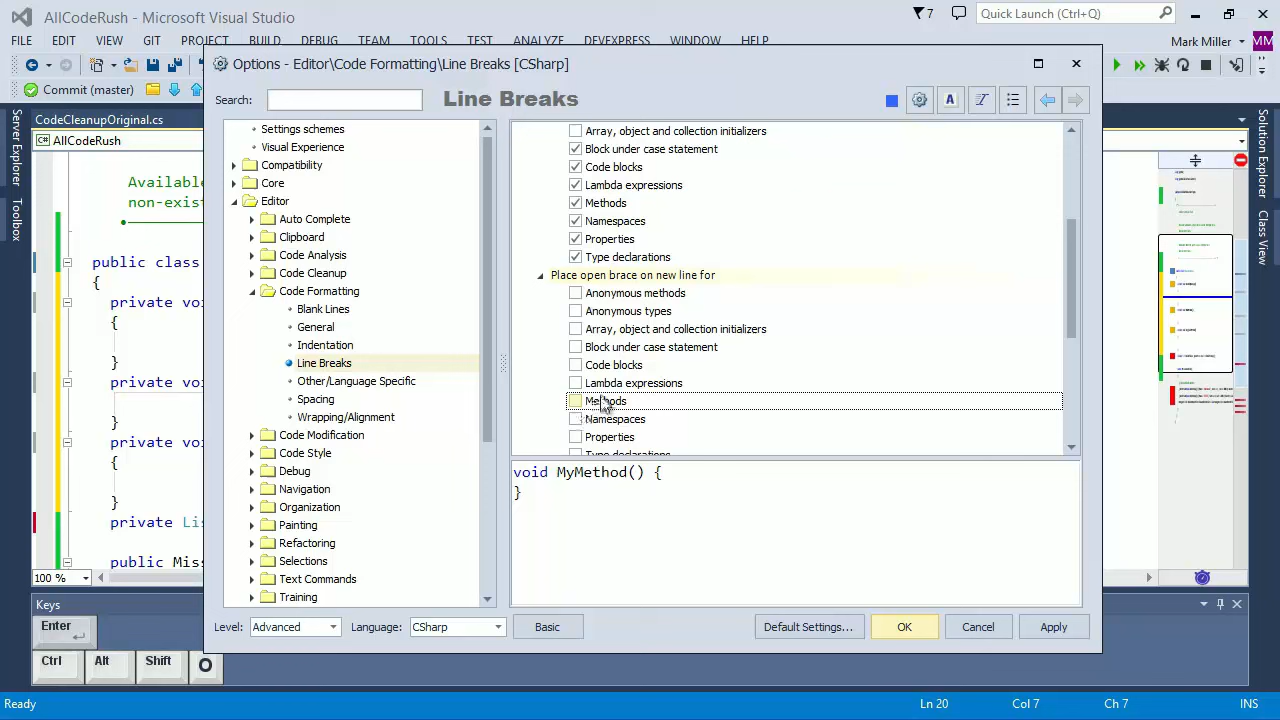 AllCodeRush - Microsoft Visual Studio
7
Quick Launch (Ctrl+Q)
FILE EDIT VIEW GIT PROJECT BUILD DEBUG TEAM TOOLS TEST ANALYZE DEVEXPRESS WINDOW HELP
Mark Miller
MM
Commit (master)
Server Explorer
Toolbox
Solution Explorer
Class View
CodeCleanupOriginal.cs
C# AllCodeRush
Availab
non-exist
public class
{
private voi
{
}
private vo
{
}
private vo
{
}
private Lis
public Miss
100 %
Options - Editor\Code Formatting\Line Breaks [CSharp]
Search:
Line Breaks
Settings schemes
Visual Experience
Compatibility
Core
Editor
Auto Complete
Clipboard
Code Analysis
Code Cleanup
Code Formatting
Blank Lines
General
Indentation
Line Breaks
Other/Language Specific
Spacing
Wrapping/Alignment
Code Modification
Code Style
Debug
Navigation
Organization
Painting
Refactoring
Selections
Text Commands
Training
Array, object and collection initializers
Block under case statement
Code blocks
Lambda expressions
Methods
Namespaces
Properties
Type declarations
Place open brace on new line for
Anonymous methods
Anonymous types
Array, object and collection initializers
Block under case statement
Code blocks
Lambda expressions
Methods
Namespaces
Properties
Type declarations
void MyMethod() {
}
Level: Advanced Language: CSharp Basic Default Settings... OK Cancel Apply
Keys
Enter
Ctrl Alt Shift O
Ready Ln 20 Col 7 Ch 7 INS